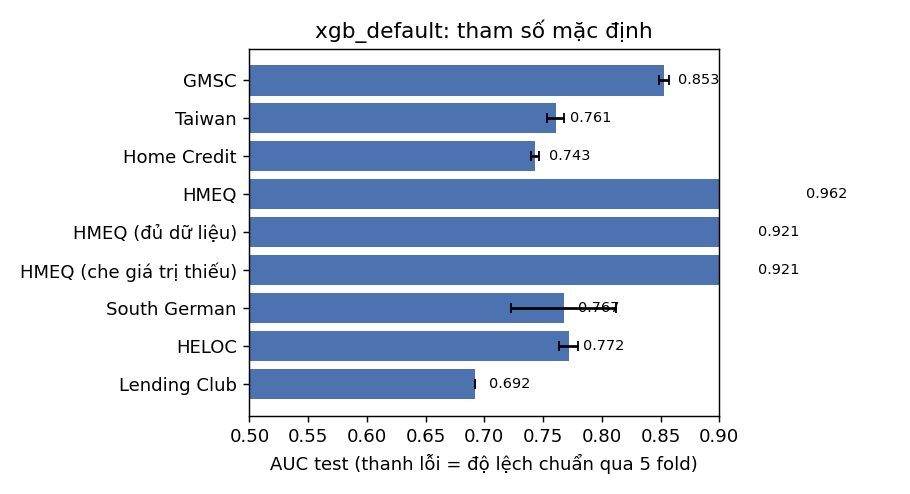 xgb_default: tham số mặc định
GMSC 0.853
Taiwan 0.761
Home Credit 0.743
HMEQ 0.962
HMEQ (đủ dữ liệu) 0.921
HMEQ (che giá trị thiếu) 0.921
South German 0.767
HELOC 0.772
Lending Club 0.692
0.50 0.55 0.60 0.65 0.70 0.75 0.80 0.85 0.90
AUC test (thanh lỗi = độ lệch chuẩn qua 5 fold)